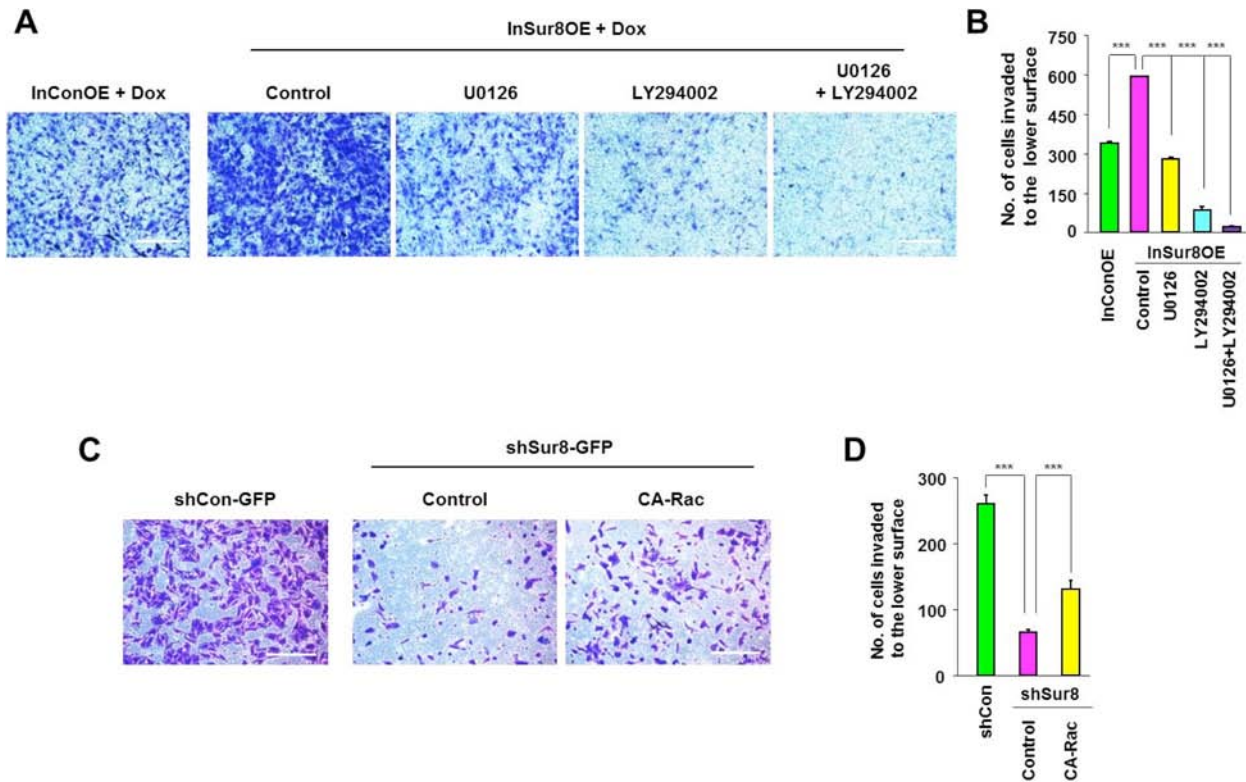 A
InSur8OE + Dox
InConOE + Dox
Control
U0126
LY294002
U0126
+ LY294002
B
No. of cells invaded
to the lower surface
750
600
450
300
150
0
***
***
***
***
InConOE
InSur8OE
Control
U0126
LY294002
U0126+LY294002
C
shSur8-GFP
shCon-GFP
Control
CA-Rac
D
No. of cells invaded
to the lower surface
300
200
100
0
***
***
shCon
shSur8
Control
CA-Rac